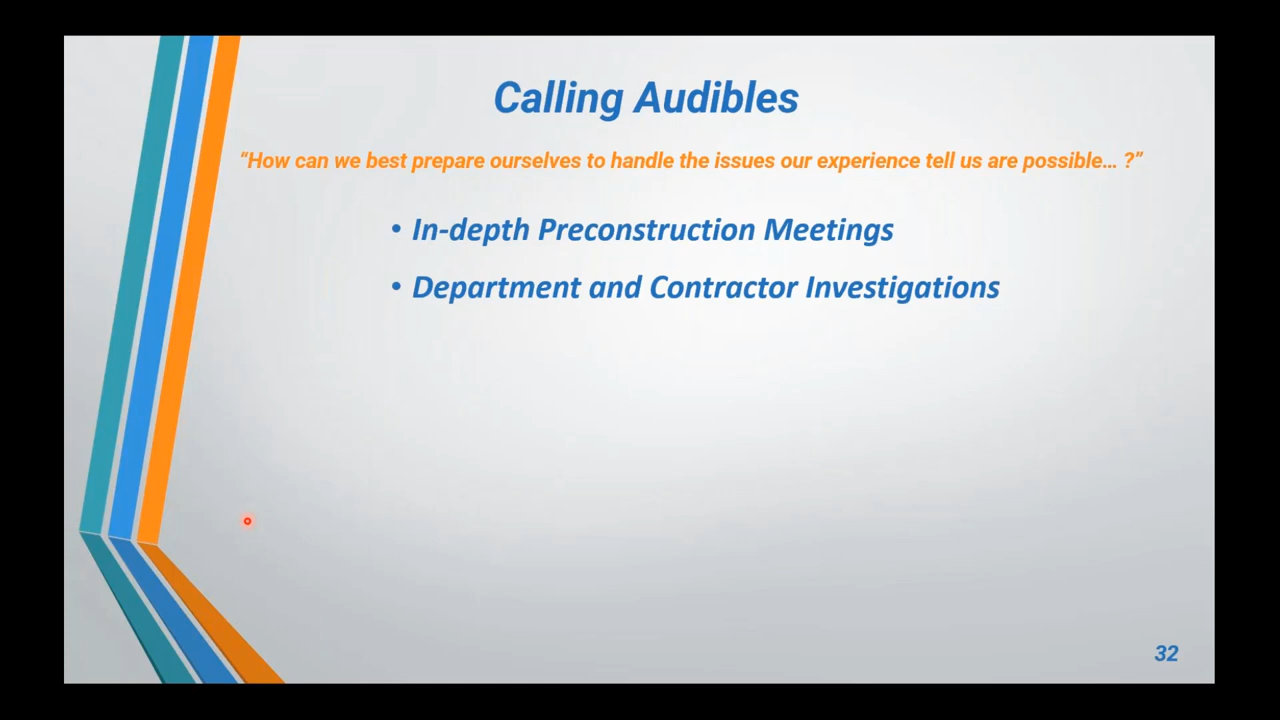 Calling Audibles
“How can we best prepare ourselves to handle the issues our experience tell us are possible... ?”
• In-depth Preconstruction Meetings
• Department and Contractor Investigations
32